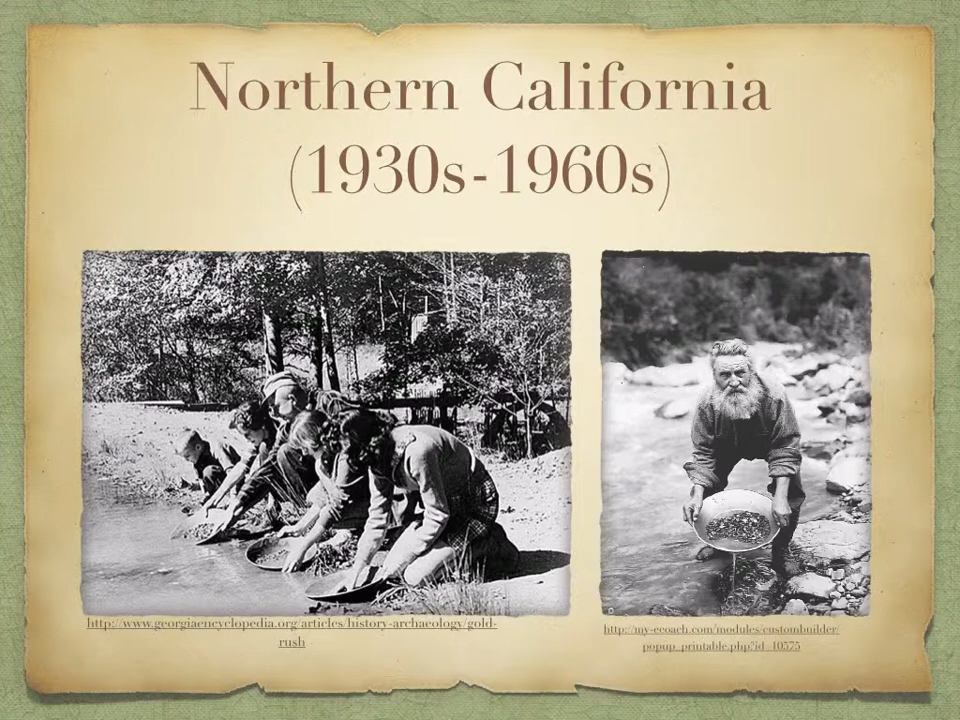 Northern California
(1930s-1960s)
http://www.georgiaencyclopedia.org/articles/history-archaeology/gold-
rush
http://my-ecoach.com/modules/custombuilder/
popup_printable.php?id=10575